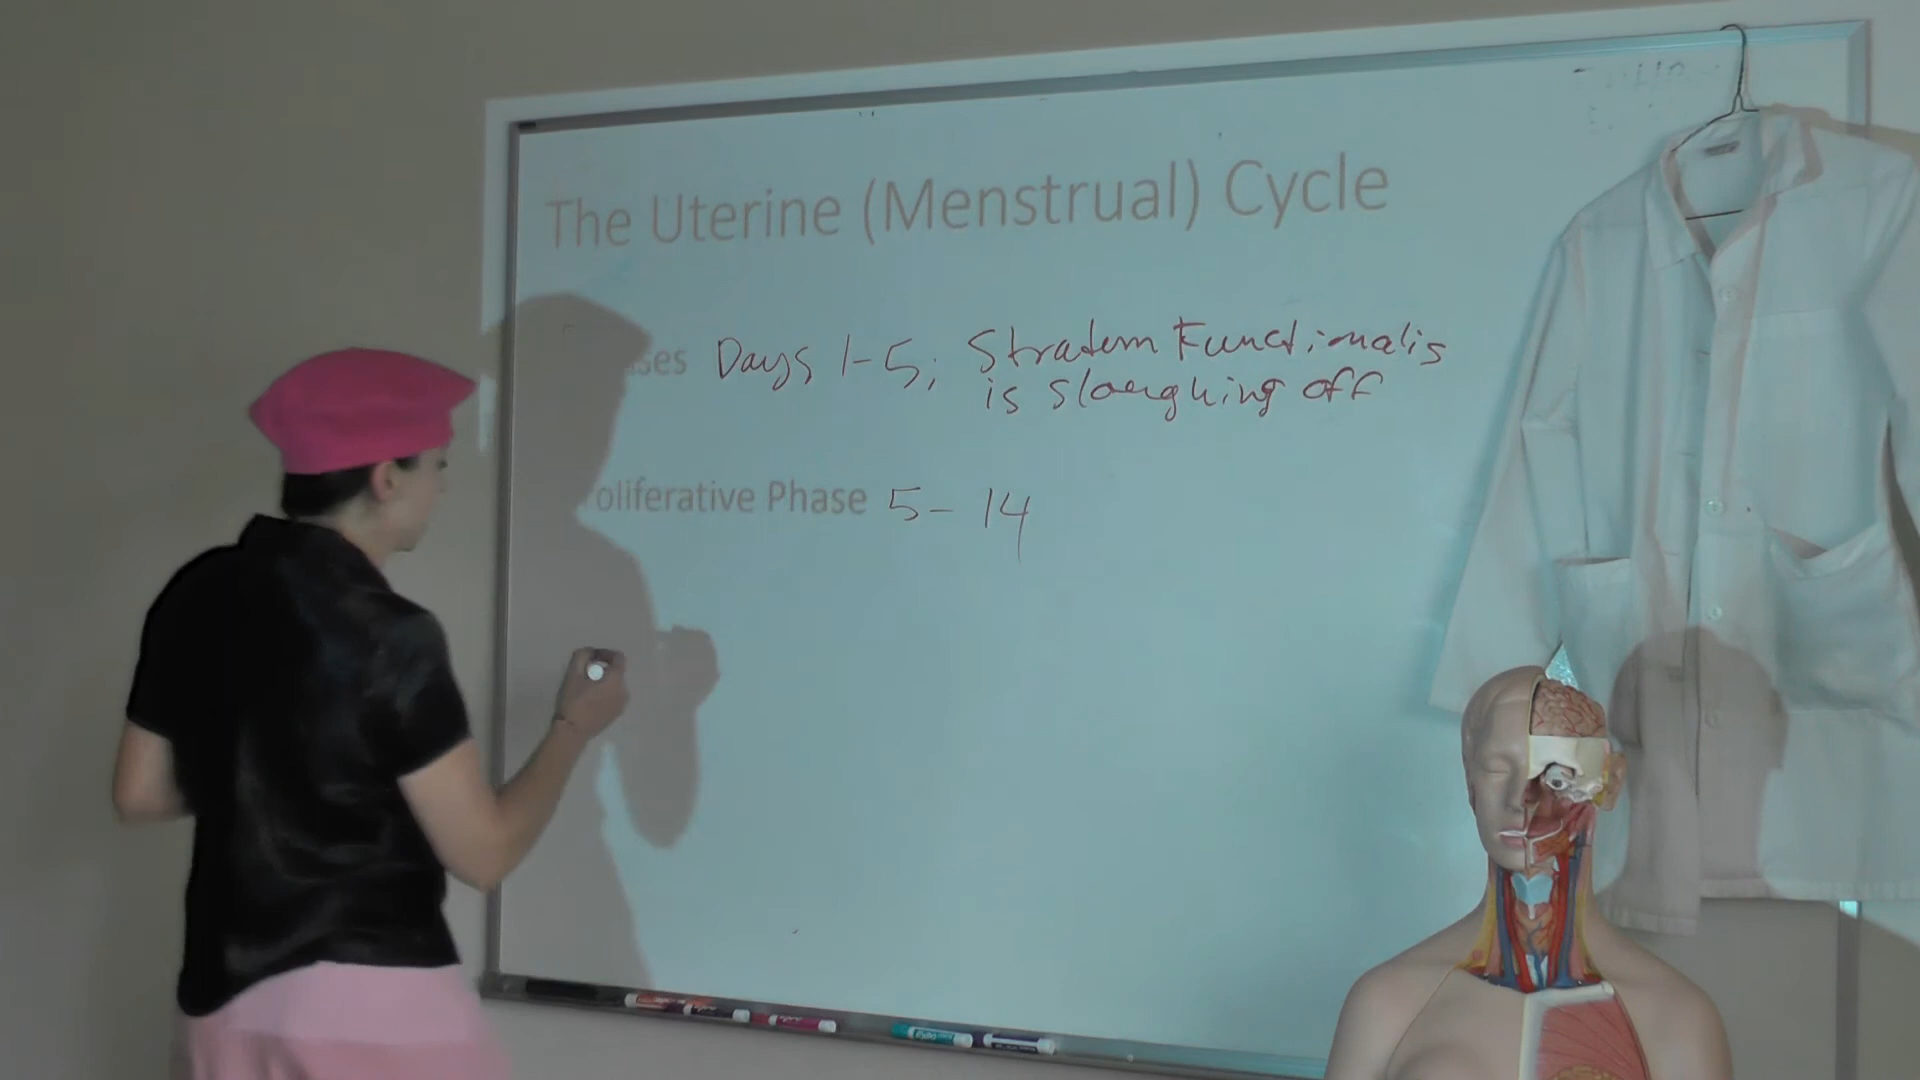 The Uterine (Menstrual) Cycle
ses Days 1-5; Stratum Functionalis
is sloughing off
oliferative Phase 5-14